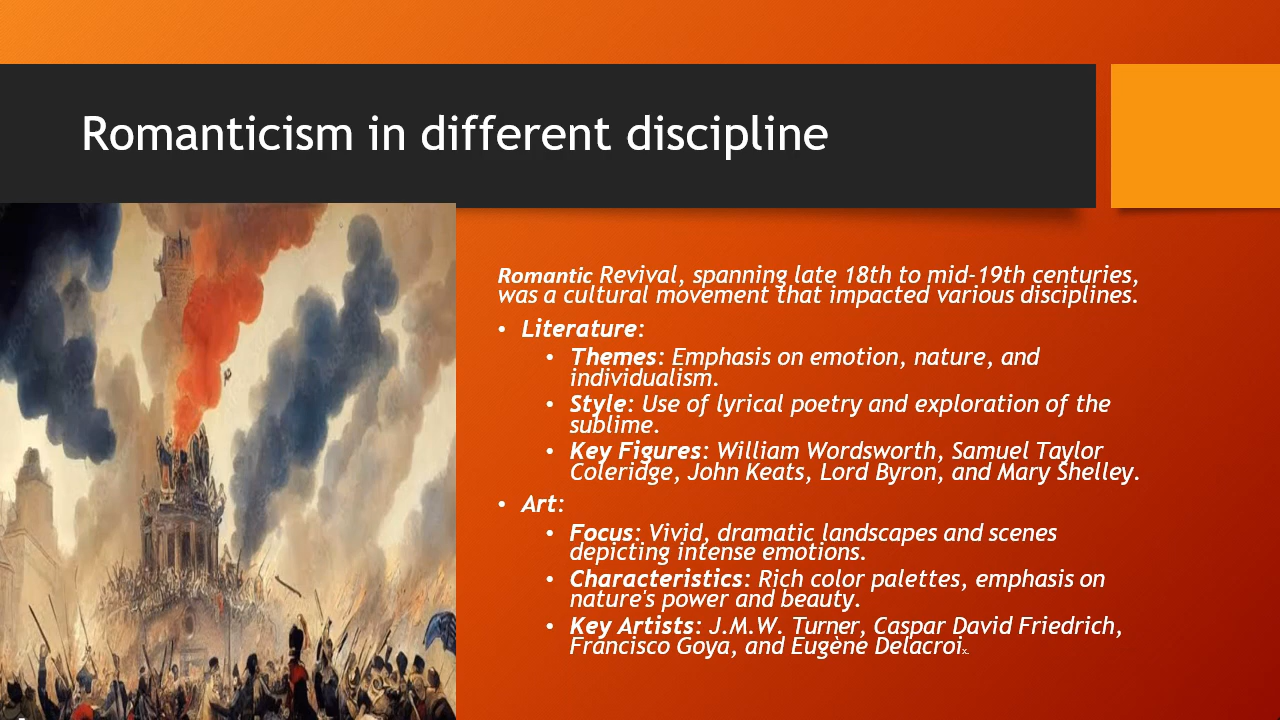 Romanticism in different discipline
Romantic Revival, spanning late 18th to mid-19th centuries,
was a cultural movement that impacted various disciplines.
• Literature:
• Themes: Emphasis on emotion, nature, and
individualism.
• Style: Use of lyrical poetry and exploration of the
sublime.
• Key Figures: William Wordsworth, Samuel Taylor
Coleridge, John Keats, Lord Byron, and Mary Shelley.
• Art:
• Focus: Vivid, dramatic landscapes and scenes
depicting intense emotions.
• Characteristics: Rich color palettes, emphasis on
nature's power and beauty.
• Key Artists: J.M.W. Turner, Caspar David Friedrich,
Francisco Goya, and Eugène Delacroix.